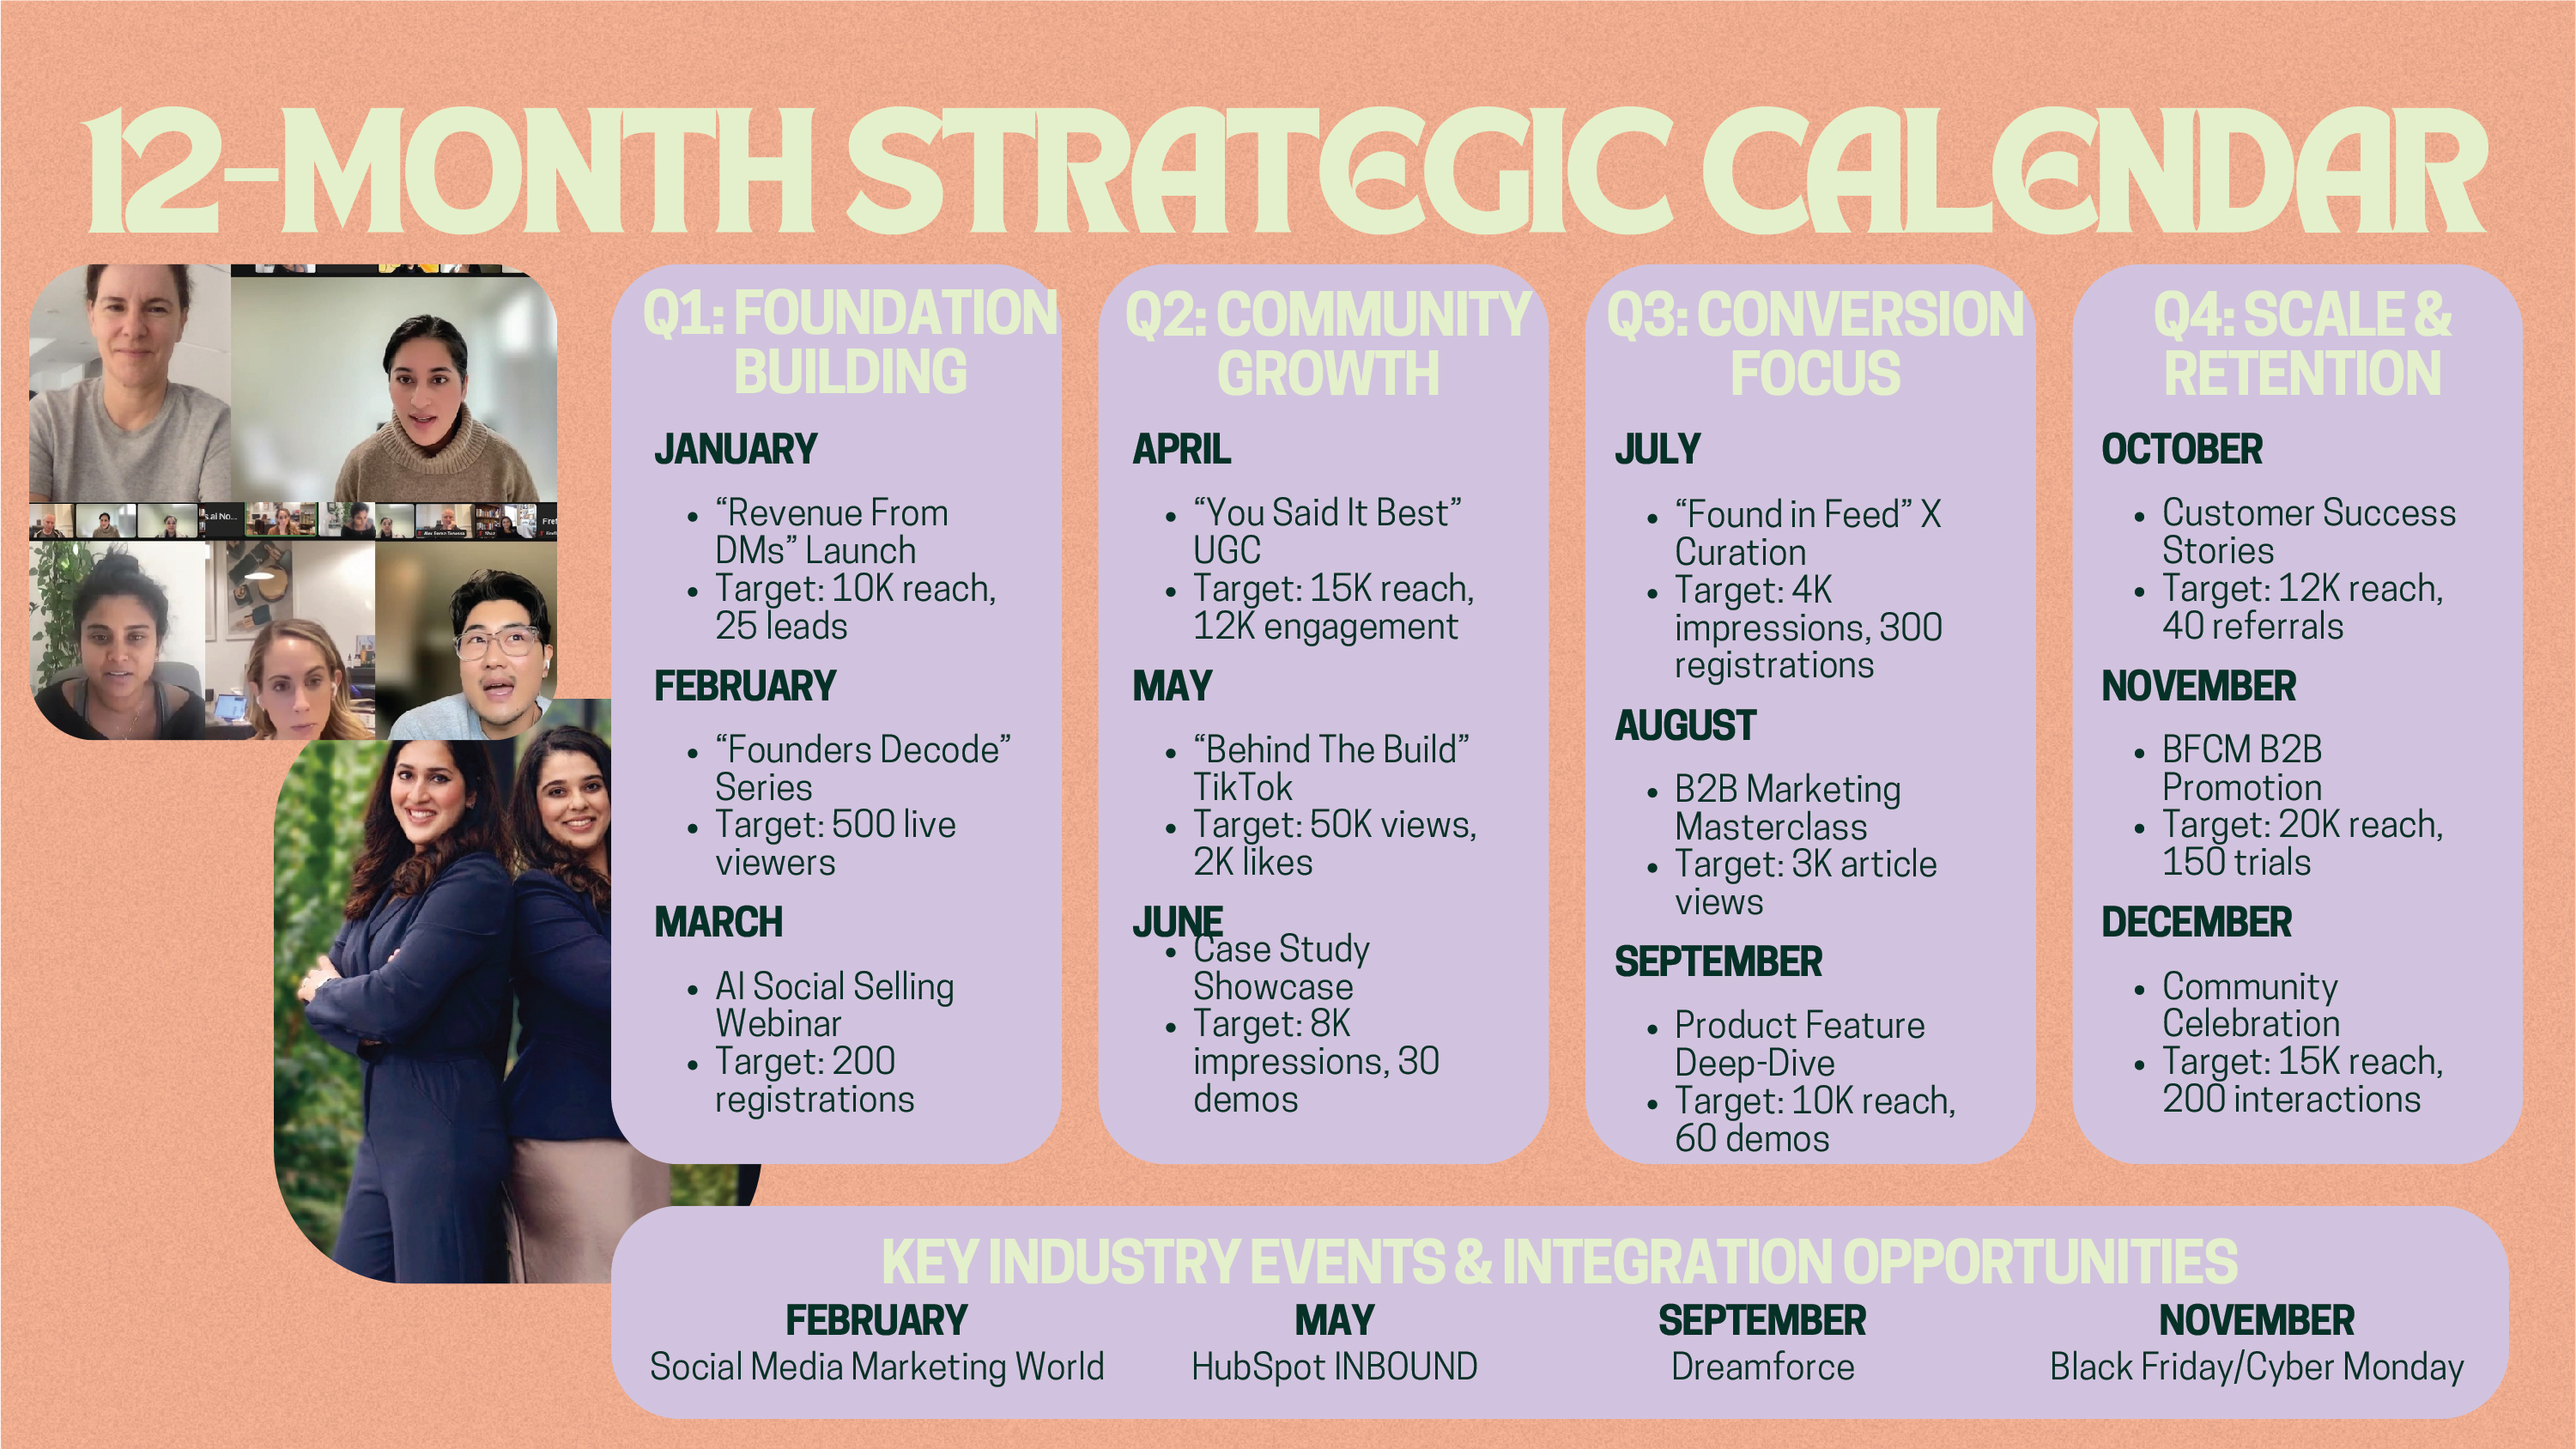 12-MONTH STRATEGIC CALENDAR
s.ai No...
Q1: FOUNDATION
BUILDING
JANUARY
• “Revenue From
DMs” Launch
• Target: 10K reach,
25 leads
FEBRUARY
• “Founders Decode”
Series
• Target: 500 live
viewers
MARCH
• AI Social Selling
Webinar
• Target: 200
registrations
Q2: COMMUNITY
GROWTH
APRIL
• “You Said It Best”
UGC
• Target: 15K reach,
12K engagement
MAY
• “Behind The Build”
TikTok
• Target: 50K views,
2K likes
JUNE
• Case Study
Showcase
• Target: 8K
impressions, 30
demos
Q3: CONVERSION
FOCUS
JULY
• “Found in Feed” X
Curation
• Target: 4K
impressions, 300
registrations
AUGUST
• B2B Marketing
Masterclass
• Target: 3K article
views
SEPTEMBER
• Product Feature
Deep-Dive
• Target: 10K reach,
60 demos
Q4: SCALE &
RETENTION
OCTOBER
• Customer Success
Stories
• Target: 12K reach,
40 referrals
NOVEMBER
• BFCM B2B
Promotion
• Target: 20K reach,
150 trials
DECEMBER
• Community
Celebration
• Target: 15K reach,
200 interactions
KEY INDUSTRY EVENTS & INTEGRATION OPPORTUNITIES
FEBRUARY
Social Media Marketing World
MAY
HubSpot INBOUND
SEPTEMBER
Dreamforce
NOVEMBER
Black Friday/Cyber Monday